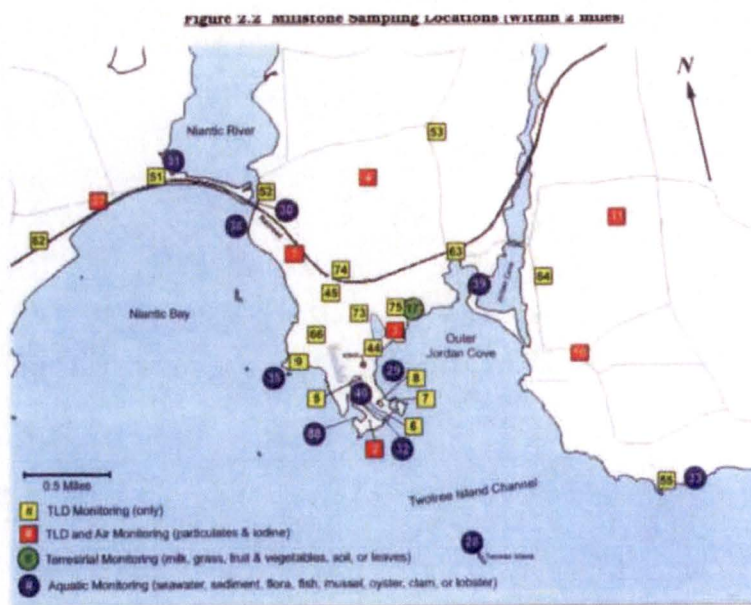 Figure 2.2 Millstone Sampling Locations (within 2 miles)
N
Niantic River
53
31
4
51
52
30
11
62
38
1
63
74
64
39
45
Niantic Bay
73
75
17
3
66
Outer
Jordan Cove
44
9
35
29
8
5
7
6
88
32
2
0.5 Miles
55
33
Twotree Island Channel
# TLD Monitoring (only)
# TLD and Air Monitoring (particulates & iodine)
28
# Terrestrial Monitoring (milk, grass, fruit & vegetables, soil, or leaves)
# Aquatic Monitoring (seawater, sediment, flora, fish, mussel, oyster, clam, or lobster)